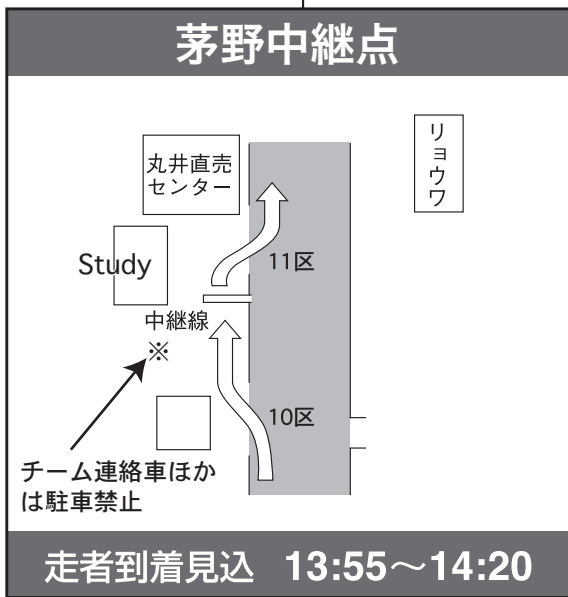 茅野中継点
丸井直売
センター
リョウワ
Study
11区
中継線
※
10区
チーム連絡車ほか
は駐車禁止
走者到着見込 13:55～14:20